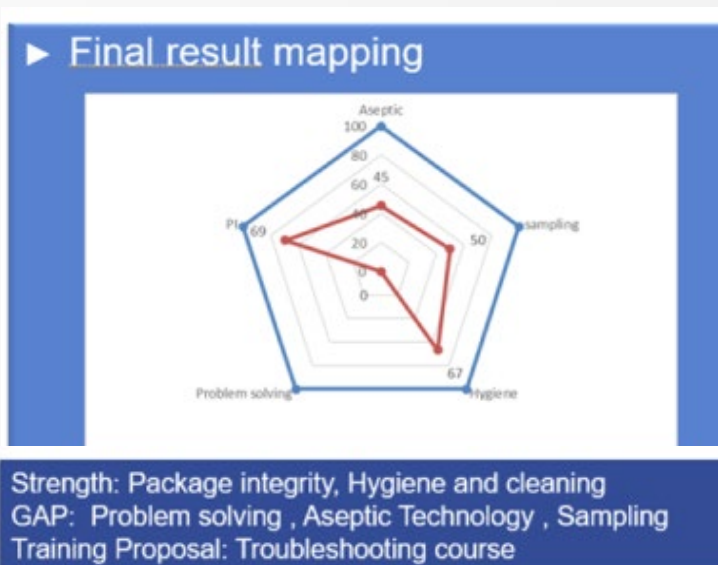 ► Final result mapping
Aseptic
100
80
60 45
40
20
0
0
PI 69
50 sampling
67
Problem solving
Hygiene
Strength: Package integrity, Hygiene and cleaning
GAP: Problem solving , Aseptic Technology , Sampling
Training Proposal: Troubleshooting course